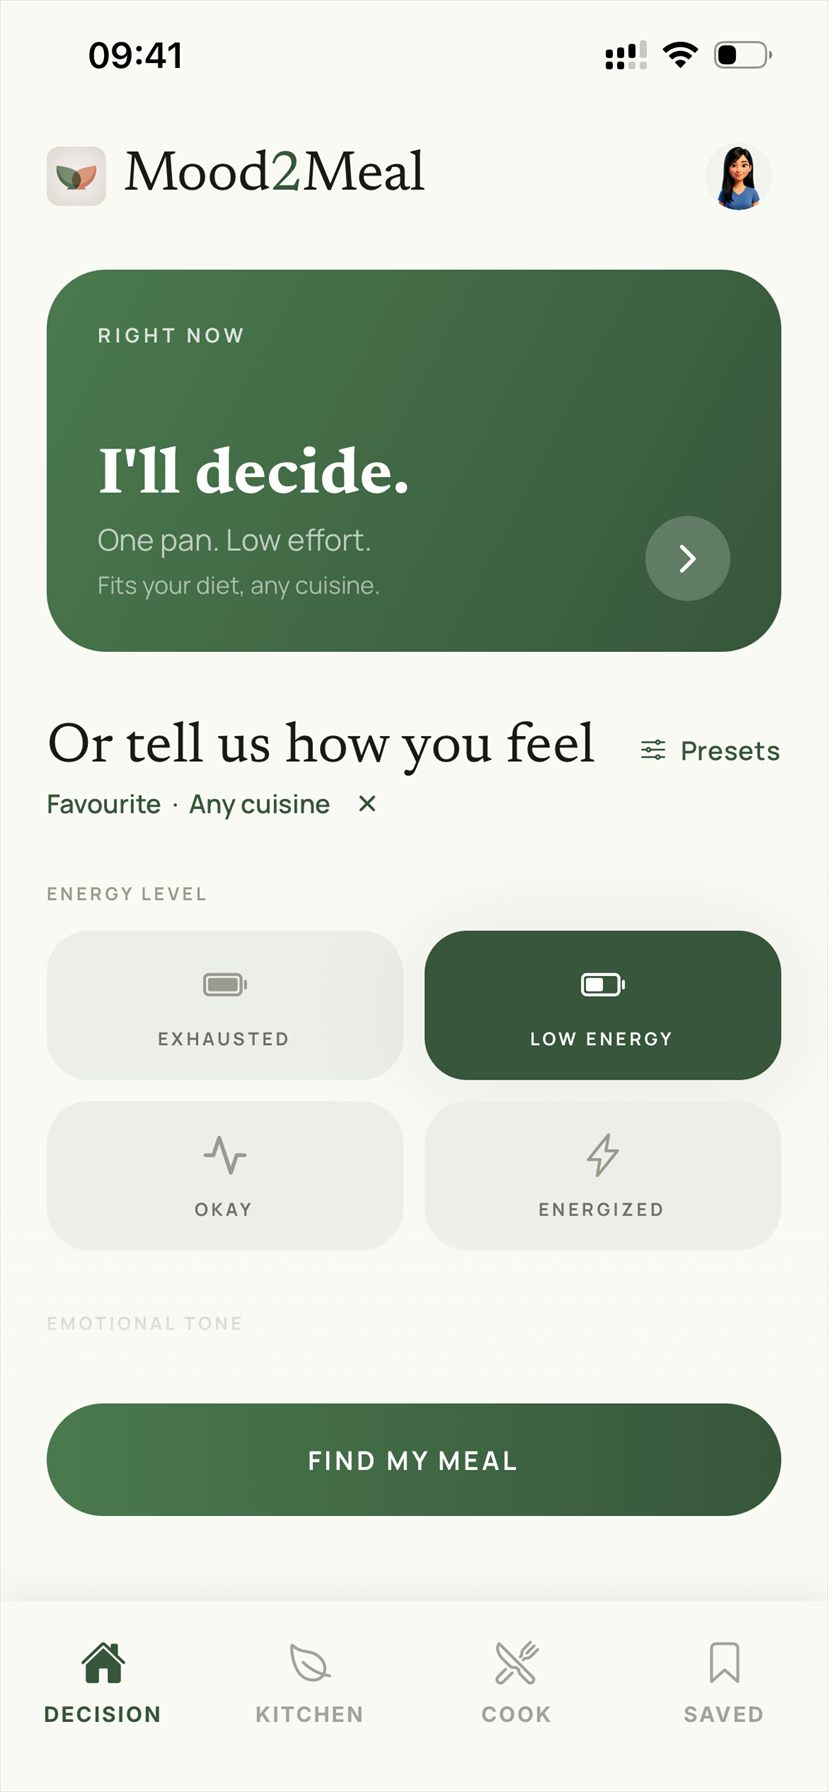 09:41
Mood2Meal
RIGHT NOW
I'll decide.
One pan. Low effort.
Fits your diet, any cuisine.
Or tell us how you feel
Presets
Favourite · Any cuisine ✕
ENERGY LEVEL
EXHAUSTED
LOW ENERGY
OKAY
ENERGIZED
EMOTIONAL TONE
FIND MY MEAL
DECISION
KITCHEN
COOK
SAVED